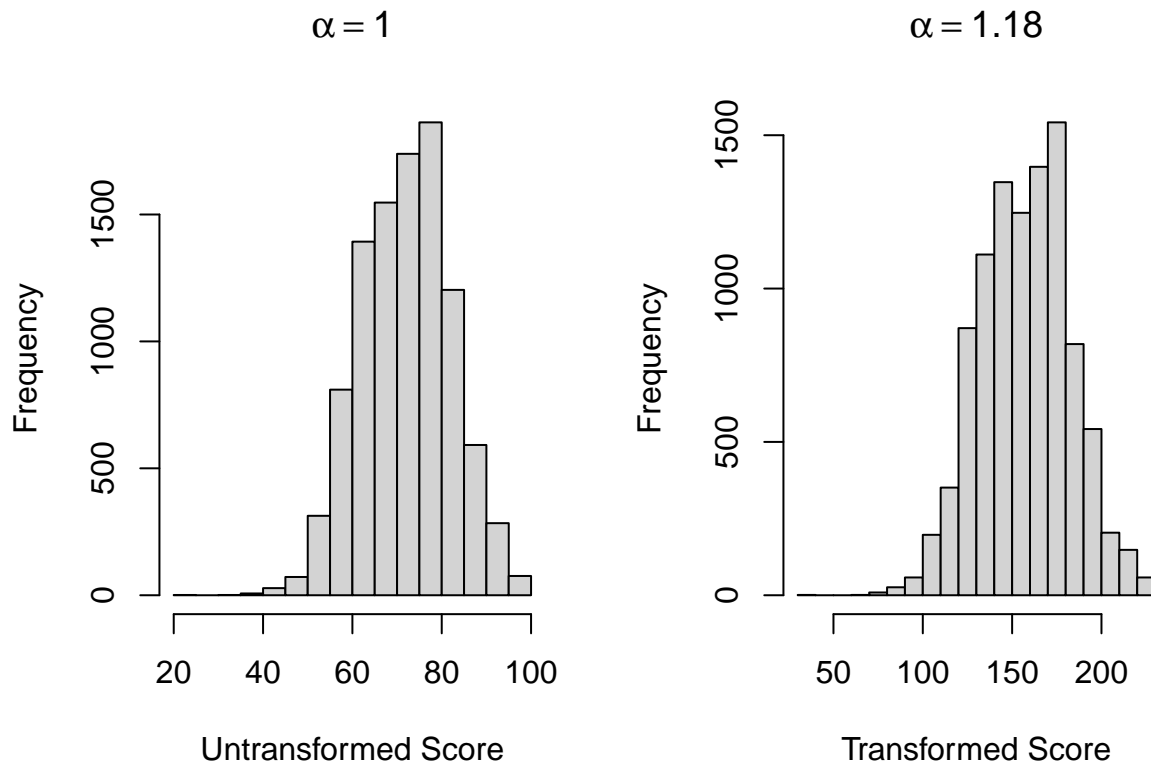 α = 1
Frequency
0
500
1000
1500
20
40
60
80
100
Untransformed Score
α = 1.18
Frequency
0
500
1000
1500
50
100
150
200
Transformed Score